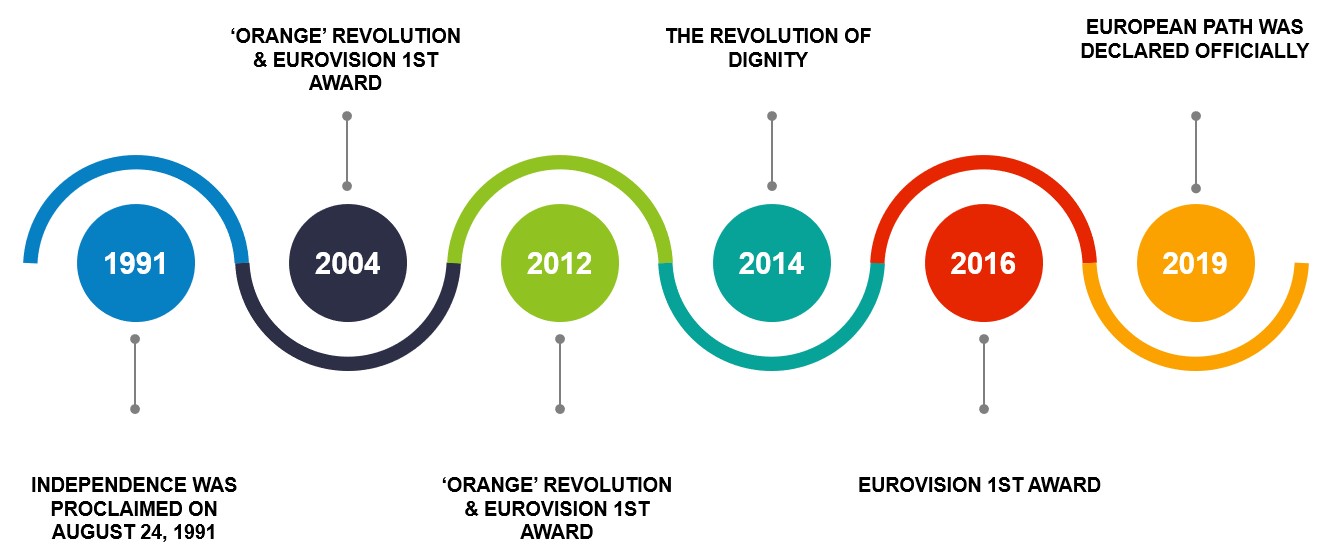 ‘ORANGE’ REVOLUTION
& EUROVISION 1ST
AWARD
THE REVOLUTION OF
DIGNITY
EUROPEAN PATH WAS
DECLARED OFFICIALLY
1991
2004
2012
2014
2016
2019
INDEPENDENCE WAS
PROCLAIMED ON
AUGUST 24, 1991
‘ORANGE’ REVOLUTION
& EUROVISION 1ST
AWARD
EUROVISION 1ST AWARD